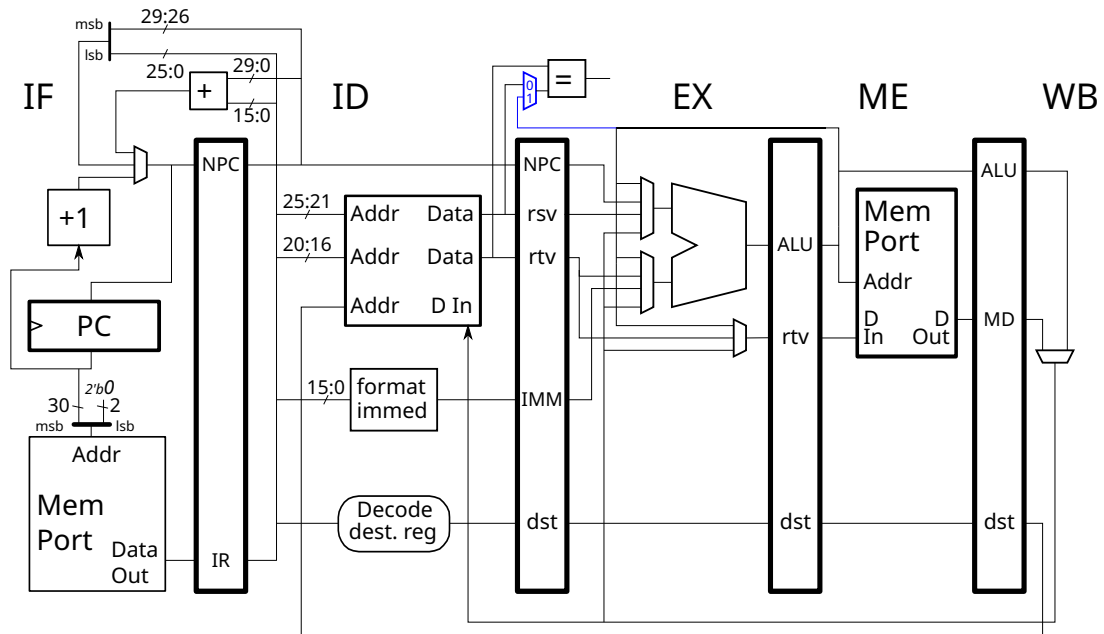 29:26
msb
lsb
25:0
29:0
+
15:0
=
0
1
IF
ID
EX
ME
WB
NPC
NPC
ALU
+1
25:21
Addr
Data
rsv
Mem
Port
20:16
Addr
Data
rtv
ALU
Addr
Addr
D In
PC
D
In
D
Out
MD
rtv
15:0
format
immed
IMM
2'b0
30
2
msb
lsb
Addr
Mem
Port
Data
Out
IR
Decode
dest. reg
dst
dst
dst